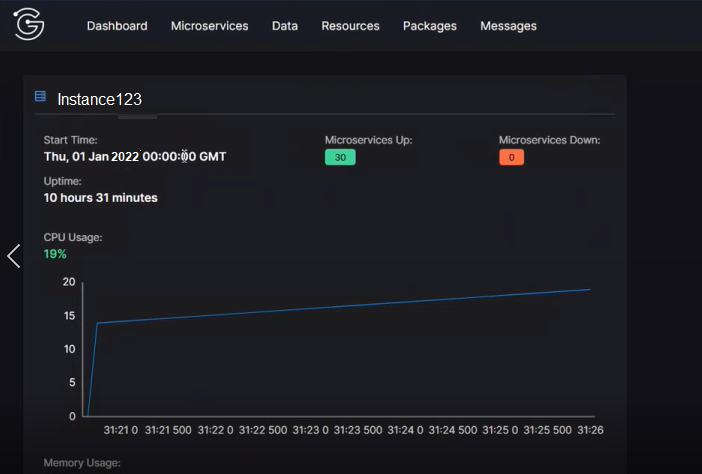 Dashboard Microservices Data Resources Packages Messages
Instance123
Start Time: Microservices Up: Microservices Down:
Thu, 01 Jan 2022 00:00:00 GMT 30 0
Uptime:
10 hours 31 minutes
CPU Usage:
19%
20
15
10
5
0
31:21 0 31:21 500 31:22 0 31:22 500 31:23 0 31:23 500 31:24 0 31:24 500 31:25 0 31:25 500 31:26
Memory Usage: